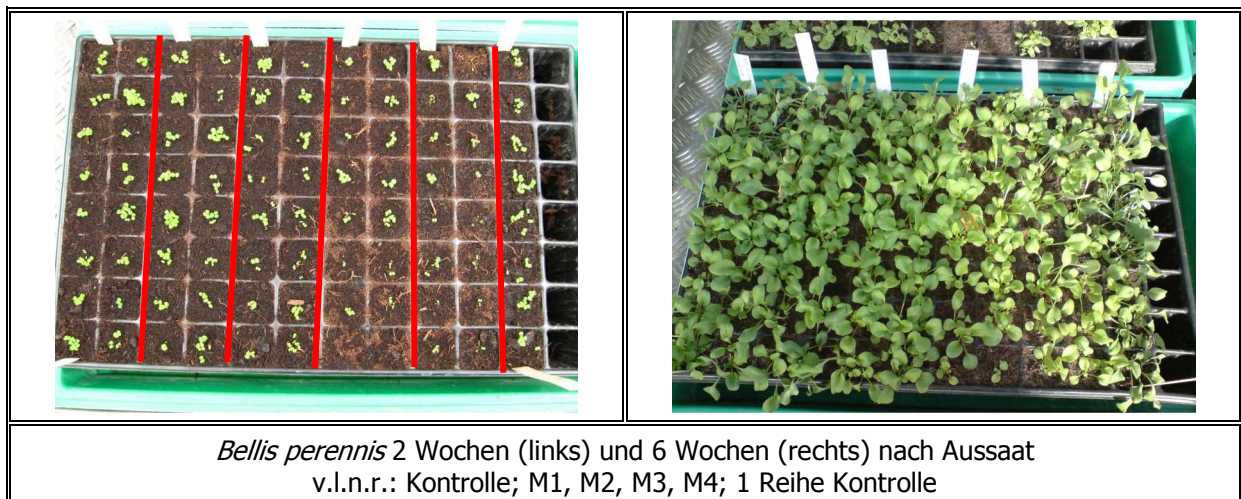 Bellis perennis 2 Wochen (links) und 6 Wochen (rechts) nach Aussaat
v.l.n.r.: Kontrolle; M1, M2, M3, M4; 1 Reihe Kontrolle